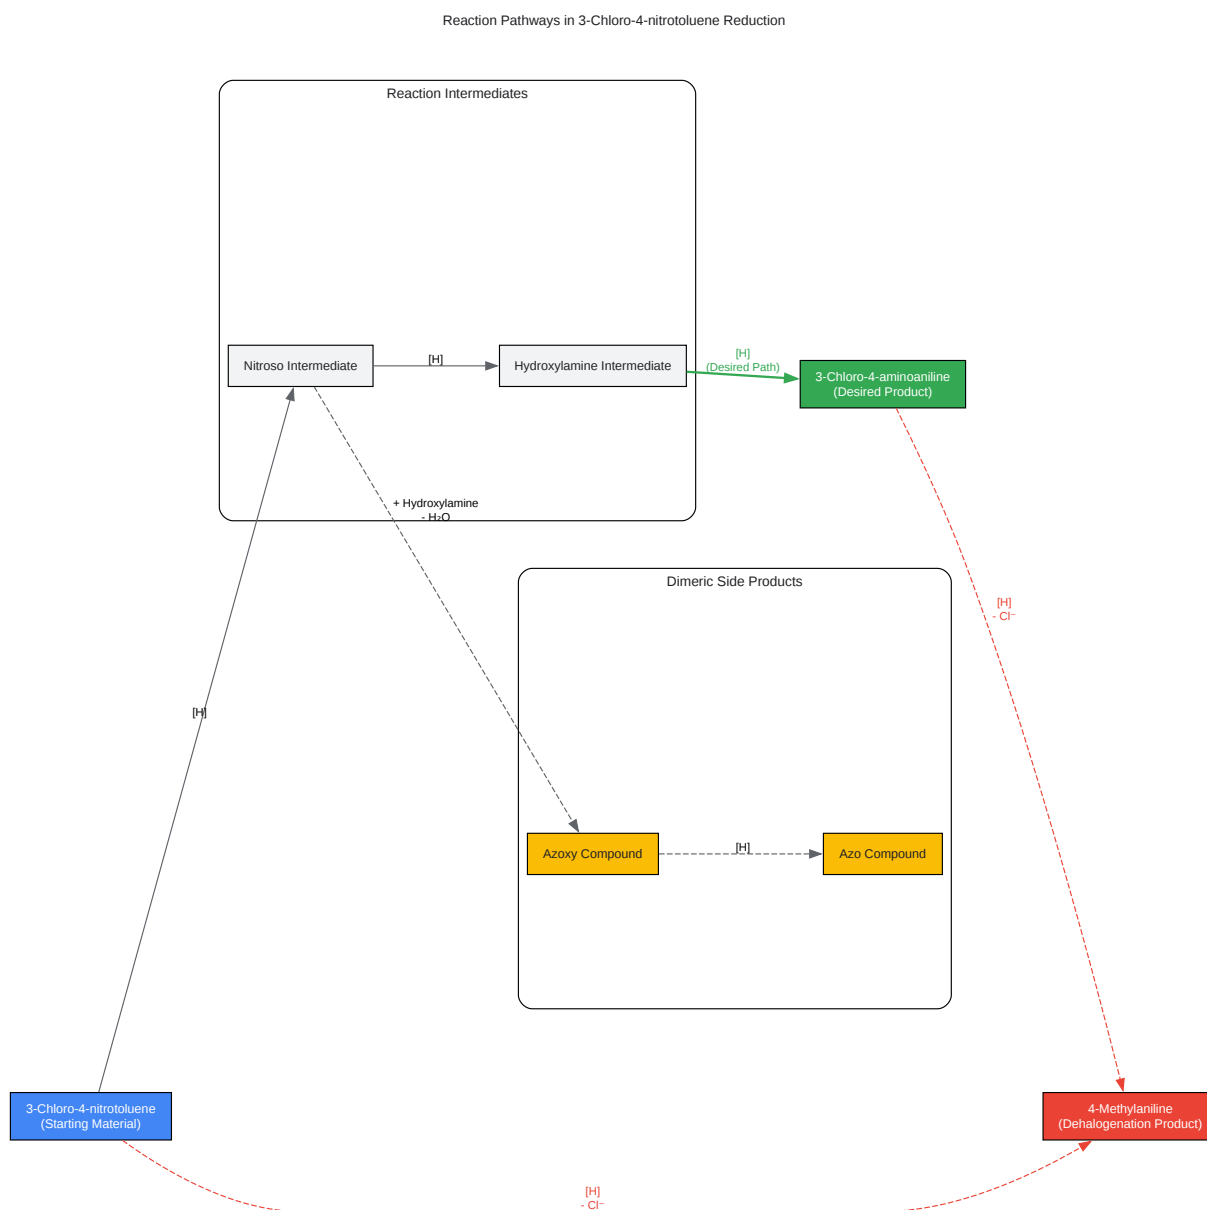 Reaction Pathways in 3-Chloro-4-nitrotoluene Reduction
Reaction Intermediates
Nitroso Intermediate
[H]
Hydroxylamine Intermediate
[H]
(Desired Path)
3-Chloro-4-aminoaniline
(Desired Product)
+ Hydroxylamine
- H₂O
Dimeric Side Products
[H]
- Cl⁻
[H]
Azoxy Compound
[H]
Azo Compound
3-Chloro-4-nitrotoluene
(Starting Material)
4-Methylaniline
(Dehalogenation Product)
[H]
- Cl⁻